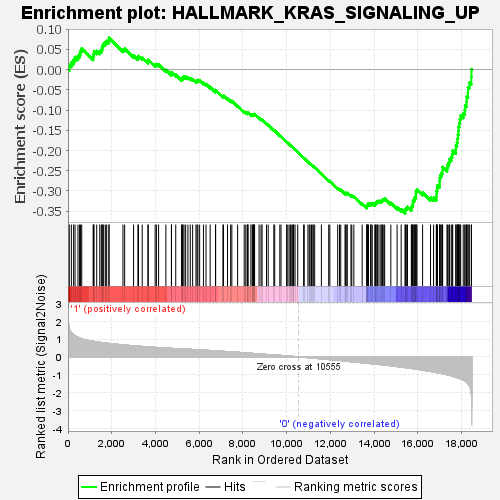 Enrichment plot: HALLMARK_KRAS_SIGNALING_UP
Enrichment score (ES)
0.10
0.05
0.00
-0.05
-0.10
-0.15
-0.20
-0.25
-0.30
-0.35
Ranked list metric (Signal2Noise)
'1' (positively correlated)
3
2
1
0
-1
-2
-3
-4
Zero cross at 10555
'0' (negatively correlated)
0
2,000
4,000
6,000
8,000
10,000
12,000
14,000
16,000
18,000
Rank in Ordered Dataset
Enrichment profile
Hits
Ranking metric scores